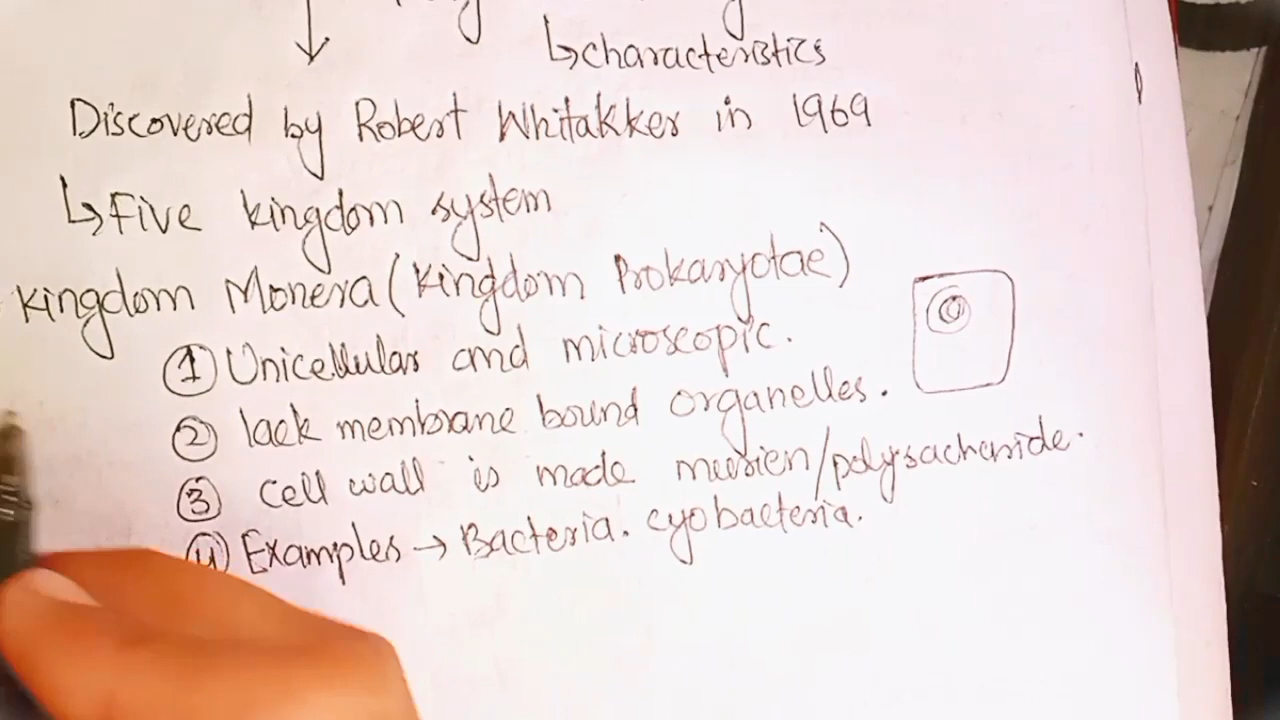 ↳characteristics
Discovered by Robert Whitakker in 1969
↳Five kingdom system
Kingdom Monera (Kingdom Prokaryotae)
① Unicellular and microscopic.
② lack membrane bound organelles.
③ cell wall is made murien/polysacharide.
④ Examples → Bacteria. cyobacteria.